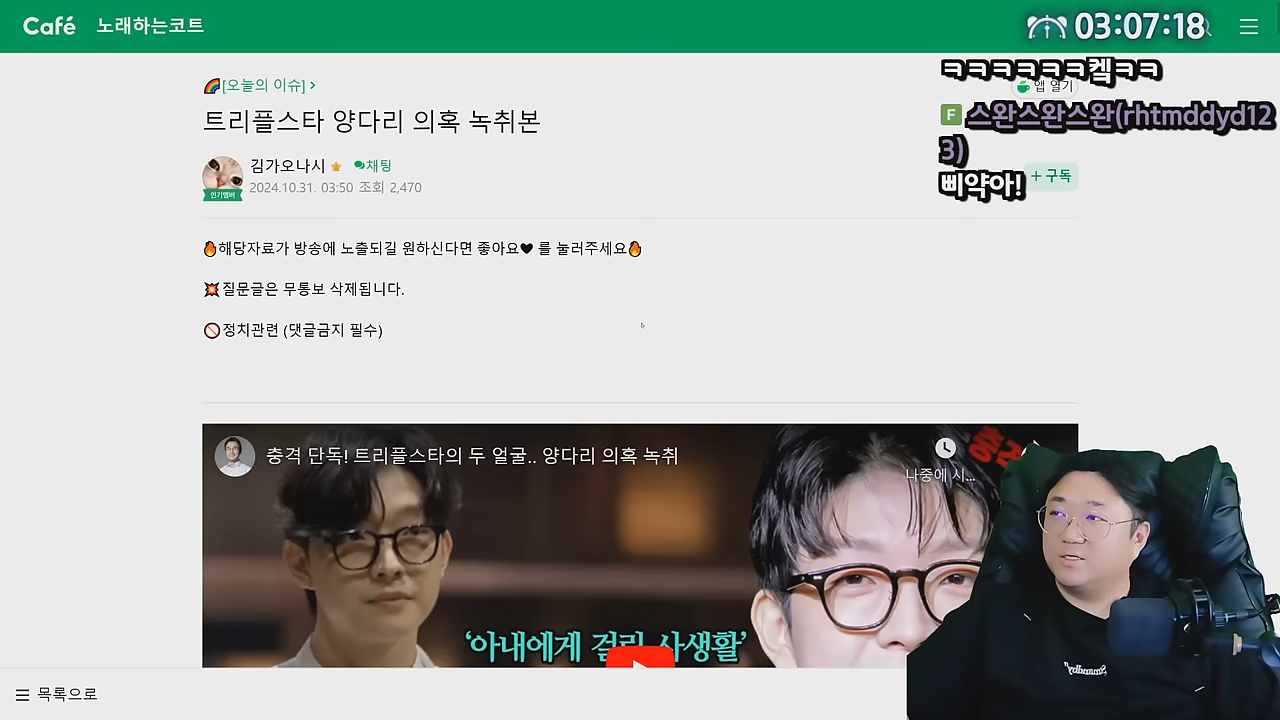 Café 노래하는코트
03:07:18
ㅋㅋㅋㅋㅋㅋ켘ㅋㅋ
[오늘의 이슈] >
앱 열기
트리플스타 양다리 의혹 녹취본
F 스완스완스완(rhtmddyd12
3)
김가오나시 채팅
삐약아!
+ 구독
인기멤버
2024.10.31. 03:50 조회 2,470
해당자료가 방송에 노출되길 원하신다면 좋아요🖤 를 눌러주세요
질문글은 무통보 삭제됩니다.
정치관련 (댓글금지 필수)
충격 단독! 트리플스타의 두 얼굴.. 양다리 의혹 녹취
충격
나중에 시...
‘아내에게 걸린 사생활’
목록으로